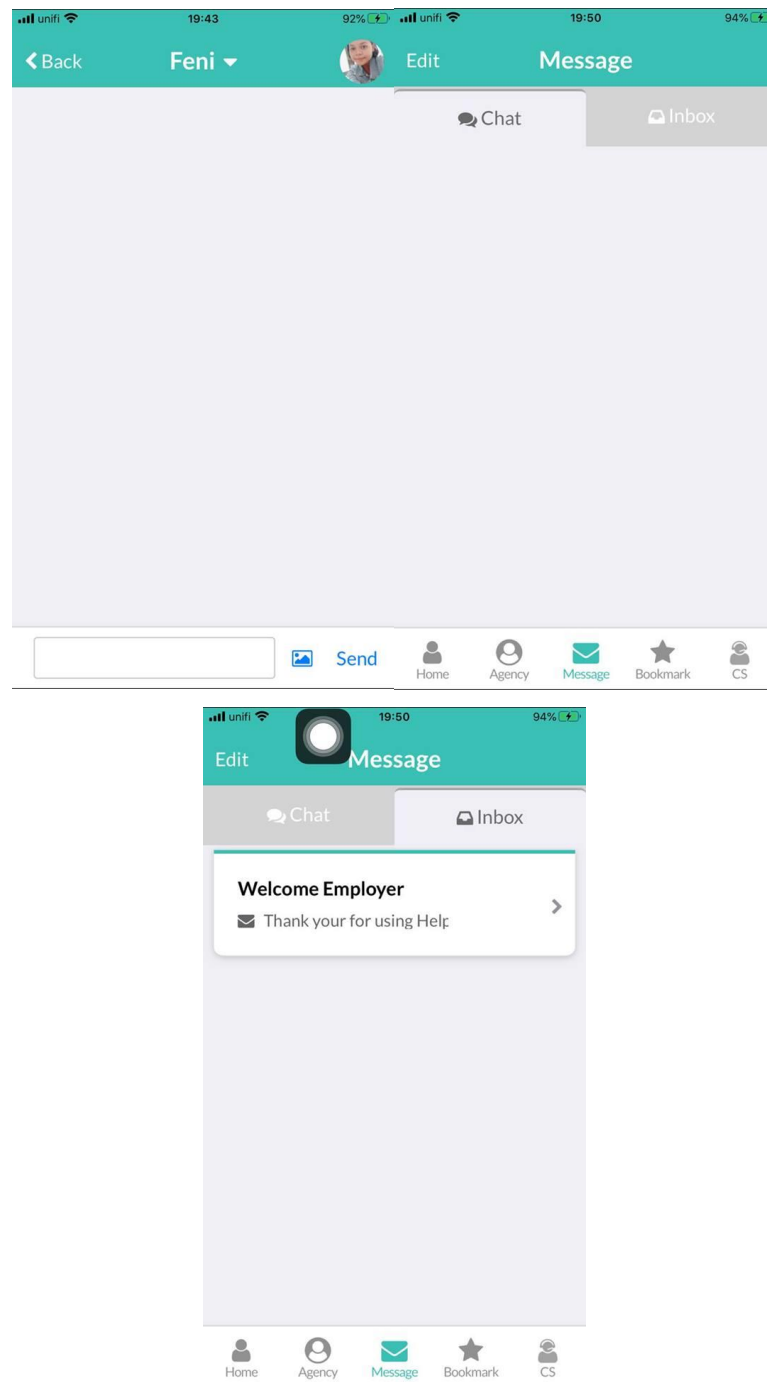 unifi 19:43 92%
Back Feni
Send
unifi 19:50 94%
Edit Message
Chat Inbox
Home Agency Message Bookmark CS
unifi 19:50 94%
Edit Message
Chat Inbox
Welcome Employer
Thank your for using Help
Home Agency Message Bookmark CS